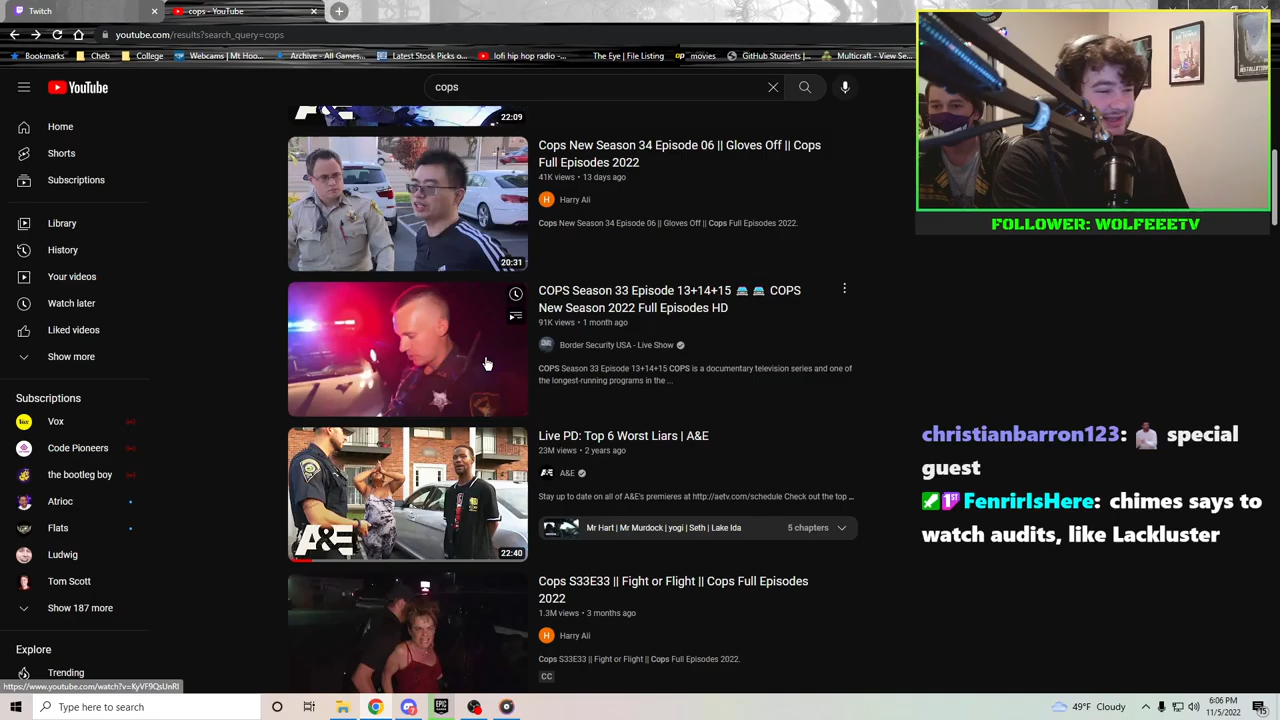 Twitch
cops - YouTube
youtube.com/results?search_query=cops
Bookmarks
Cheb
College
Webcams | Mt Hoo...
Archive - All Games...
Latest Stock Picks o...
lofi hip hop radio -...
The Eye | File Listing
movies
GitHub Students | ...
Multicraft - View Se...
YouTube
cops
Home
Shorts
Subscriptions
Library
History
Your videos
Watch later
Liked videos
Show more
Subscriptions
Vox
Code Pioneers
the bootleg boy
Atrioc
Flats
Ludwig
Tom Scott
Show 187 more
Explore
Trending
https://www.youtube.com/watch?v=KyVF9QsUnRI
22:09
Cops New Season 34 Episode 06 || Gloves Off || Cops
Full Episodes 2022
41K views • 13 days ago
H Harry Ali
Cops New Season 34 Episode 06 || Gloves Off || Cops Full Episodes 2022.
20:31
COPS Season 33 Episode 13+14+15 🚔 🚔 COPS
New Season 2022 Full Episodes HD
91K views • 1 month ago
Border Security USA - Live Show
COPS Season 33 Episode 13+14+15 COPS is a documentary television series and one of
the longest-running programs in the ...
Live PD: Top 6 Worst Liars | A&E
23M views • 2 years ago
A&E
Stay up to date on all of A&E's premieres at http://aetv.com/schedule Check out the top ...
Mr Hart | Mr Murdock | yogi | Seth | Lake Ida
5 chapters
A&E
22:40
Cops S33E33 || Fight or Flight || Cops Full Episodes
2022
1.3M views • 3 months ago
H Harry Ali
Cops S33E33 || Fight or Flight || Cops Full Episodes 2022.
CC
FOLLOWER: WOLFEEETV
christianbarron123: special
guest
FenrirIsHere: chimes says to
watch audits, like Lackluster
Type here to search
49°F Cloudy
6:06 PM
11/5/2022